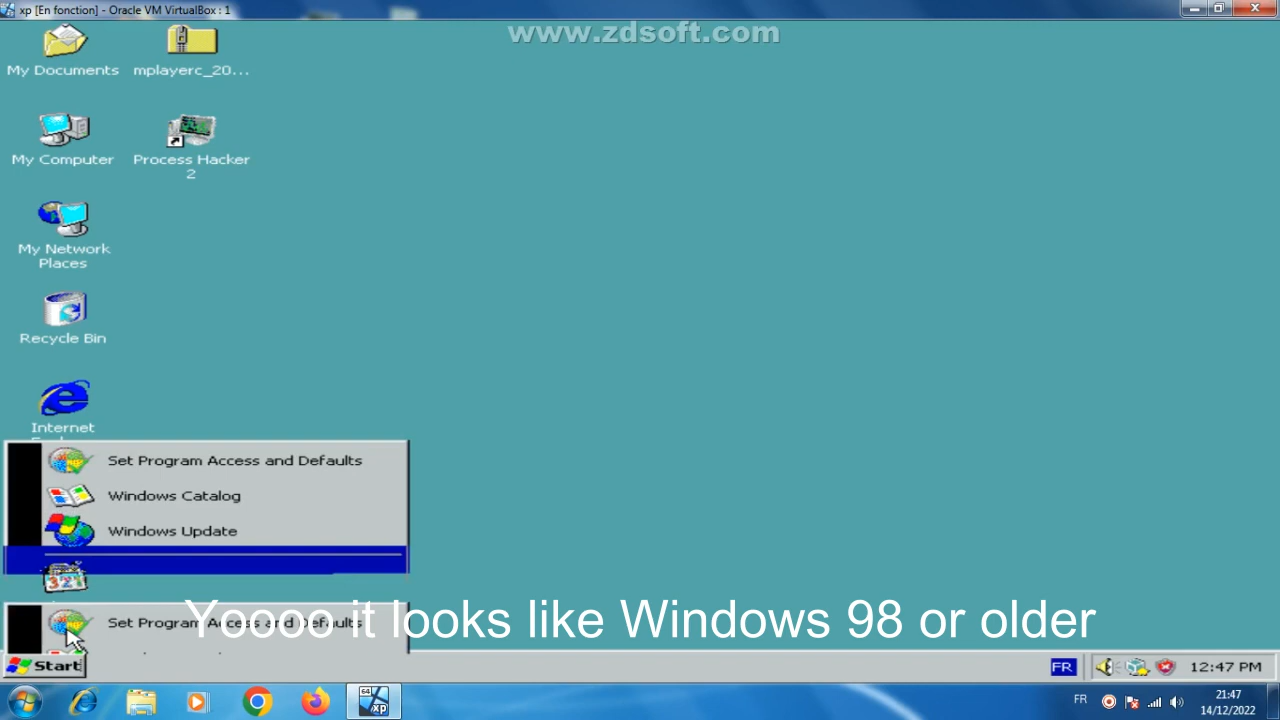 xp [En fonction] - Oracle VM VirtualBox : 1
www.zdsoft.com
My Documents
mplayerc_20...
My Computer
Process Hacker
2
My Network
Places
Recycle Bin
Internet
Set Program Access and Defaults
Windows Catalog
Windows Update
Set Program Access and Defaults
Yoooo it looks like Windows 98 or older
Start
FR
12:47 PM
64
xp
FR
21:47
14/12/2022